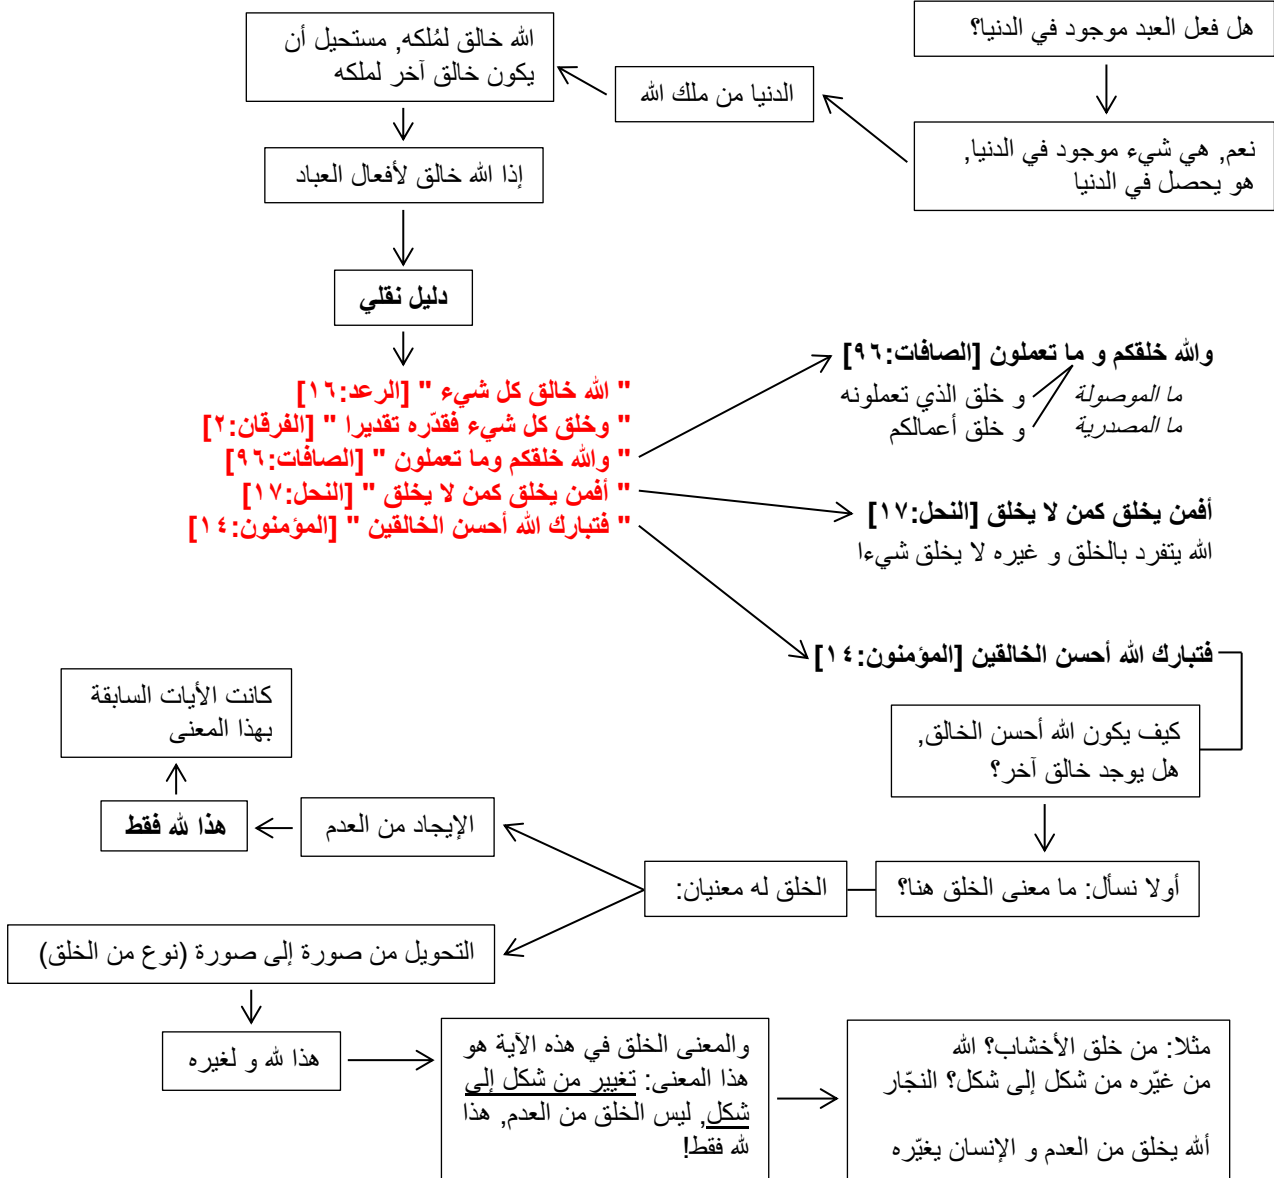 هل فعل العبد موجود في الدنيا؟
نعم, هي شيء موجود في الدنيا,
هو يحصل في الدنيا
الدنيا من ملك الله
الله خالق لمُلكه, مستحيل أن
يكون خالق آخر لملكه
إذا الله خالق لأفعال العباد
دليل نقلي
" الله خالق كل شيء " [الرعد:١٦]
" وخلق كل شيء فقدّره تقديرا " [الفرقان:٢]
" والله خلقكم وما تعملون " [الصافات:٩٦]
" أفمن يخلق كمن لا يخلق " [النحل:١٧]
" فتبارك الله أحسن الخالقين " [المؤمنون:١٤]
والله خلقكم و ما تعملون [الصافات:٩٦]
ما الموصولة و خلق الذي تعملونه
ما المصدرية و خلق أعمالكم
أفمن يخلق كمن لا يخلق [النحل:١٧]
الله يتفرد بالخلق و غيره لا يخلق شيءا
فتبارك الله أحسن الخالقين [المؤمنون:١٤]
كيف يكون الله أحسن الخالق,
هل يوجد خالق آخر؟
أولا نسأل: ما معنى الخلق هنا؟
الخلق له معنيان:
الإيجاد من العدم
هذا لله فقط
كانت الأيات السابقة
بهذا المعنى
التحويل من صورة إلى صورة (نوع من الخلق)
هذا لله و لغيره
والمعنى الخلق في هذه الآية هو
هذا المعنى: تغيير من شكل إلى
شكل, ليس الخلق من العدم, هذا
لله فقط!
مثلا: من خلق الأخشاب؟ الله
من غيّره من شكل إلى شكل؟ النجّار
ألله يخلق من العدم و الإنسان يغيّره